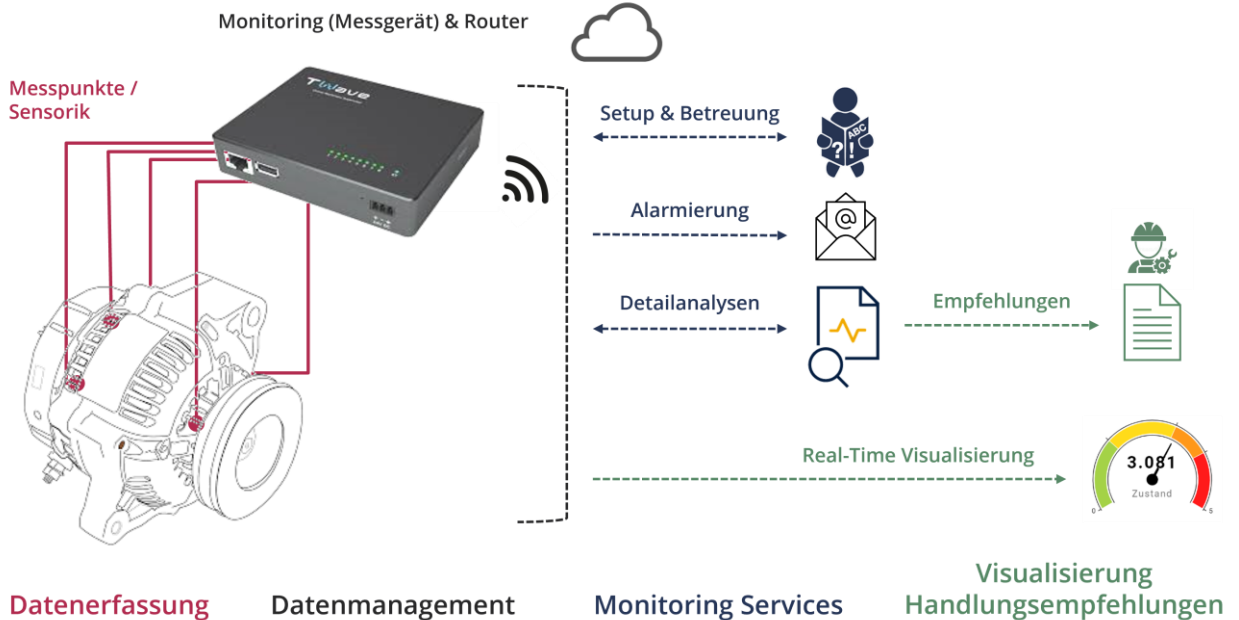 Monitoring (Messgerät) & Router
Messpunkte /
Sensorik
TWave
Setup & Betreuung
ABC
?!
Alarmierung
@
Detailanalysen
Empfehlungen
Real-Time Visualisierung
3.081
Zustand
0
5
Datenerfassung
Datenmanagement
Monitoring Services
Visualisierung
Handlungsempfehlungen